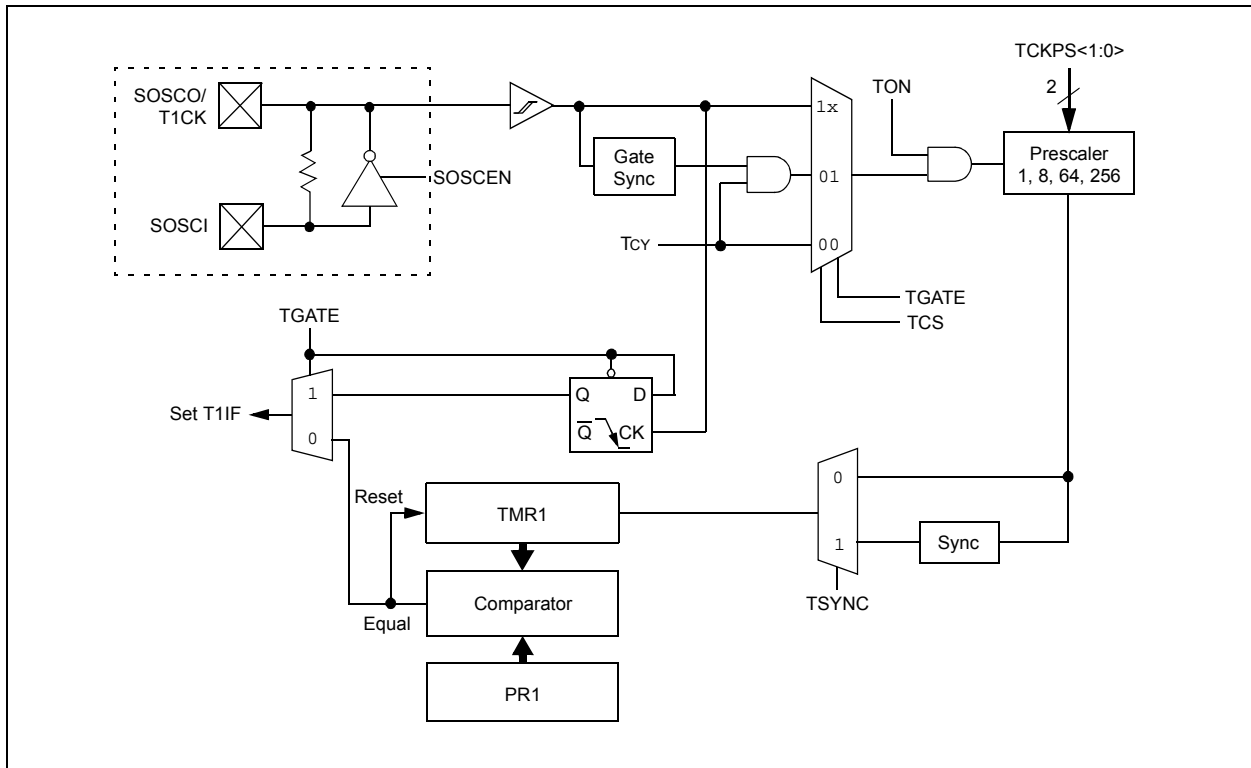 TCKPS<1:0>
2
TON
SOSCO/
T1CK
1x
Prescaler
1, 8, 64, 256
Gate
Sync
01
SOSCEN
SOSCI
TCY
00
TGATE
TCS
TGATE
1
Q
D
Set T1IF
Q
CK
0
0
Reset
TMR1
1
Sync
TSYNC
Comparator
Equal
PR1